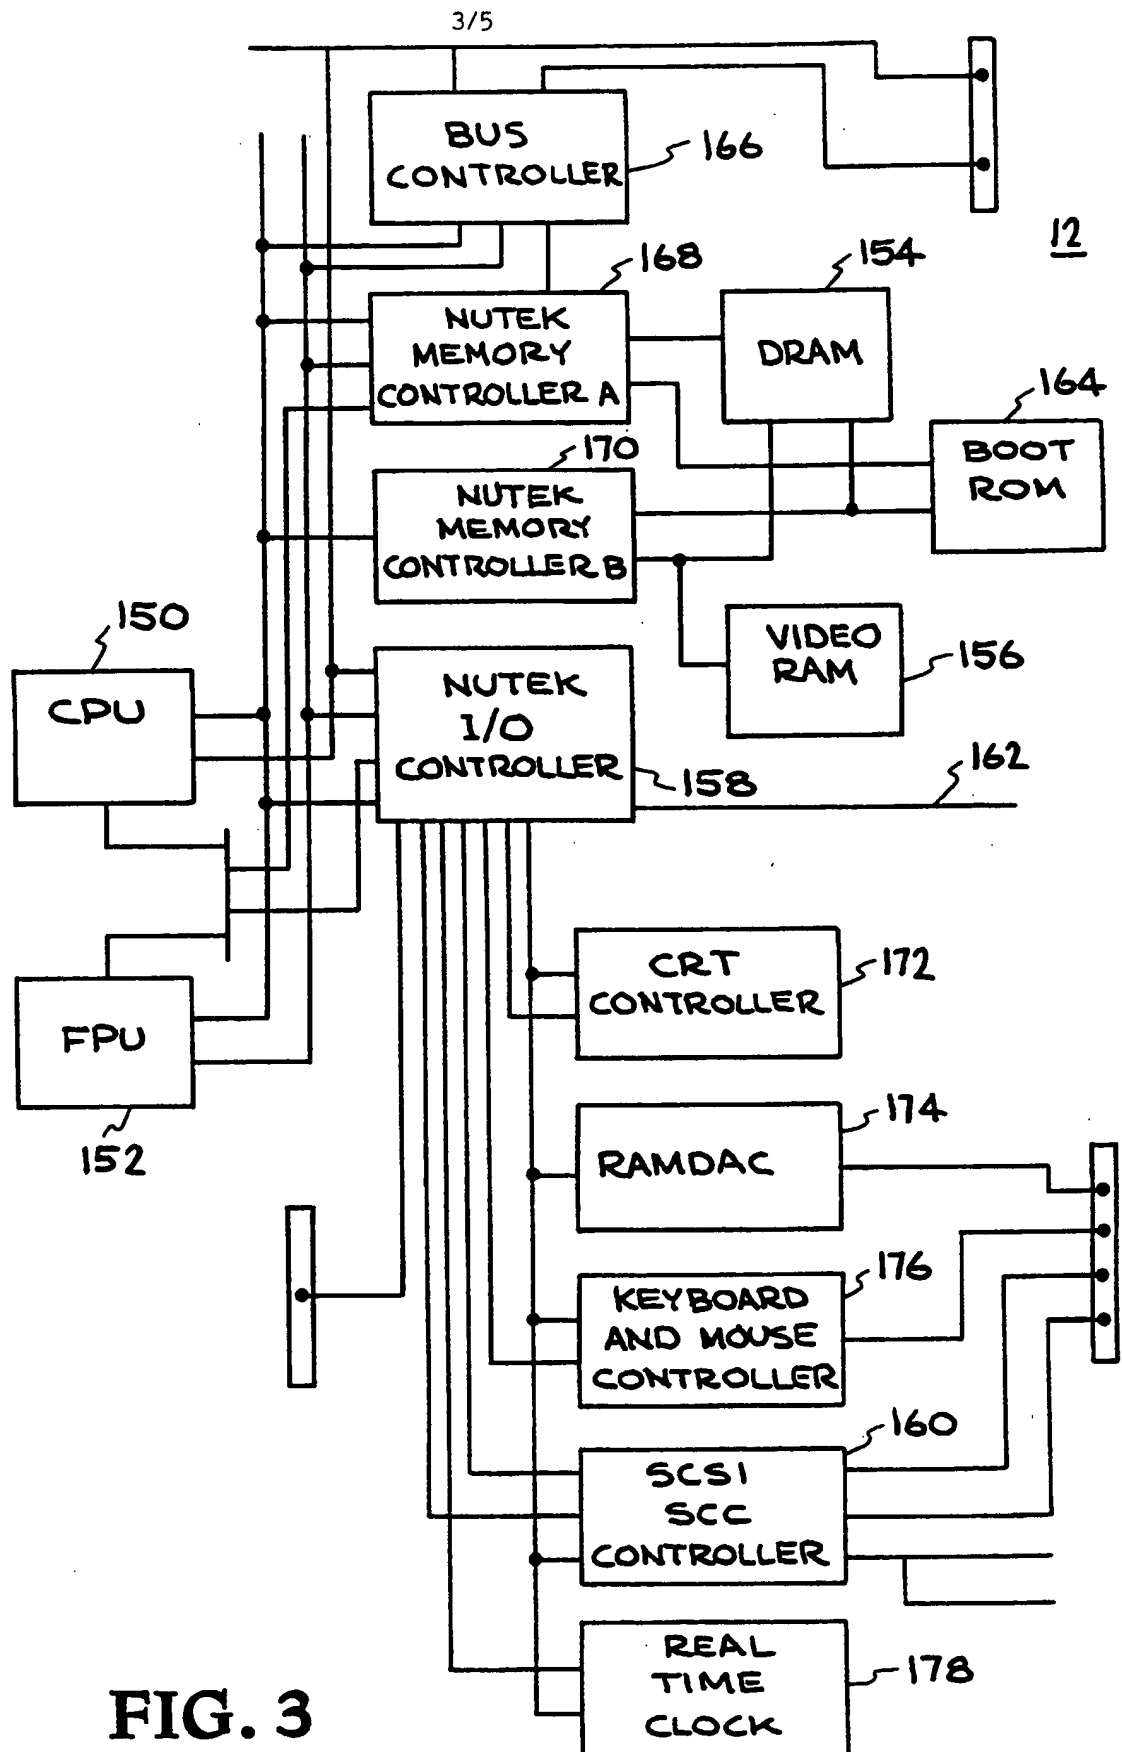 3/5
BUS
CONTROLLER
166
12
168
154
NUTEK
MEMORY
CONTROLLER A
DRAM
164
BOOT
ROM
170
NUTEK
MEMORY
CONTROLLER B
150
CPU
VIDEO
RAM
156
NUTEK
I/O
CONTROLLER
158
162
CRT
CONTROLLER
172
FPU
152
174
RAMDAC
176
KEYBOARD
AND MOUSE
CONTROLLER
160
SCSI
SCC
CONTROLLER
REAL
TIME
CLOCK
178
FIG. 3